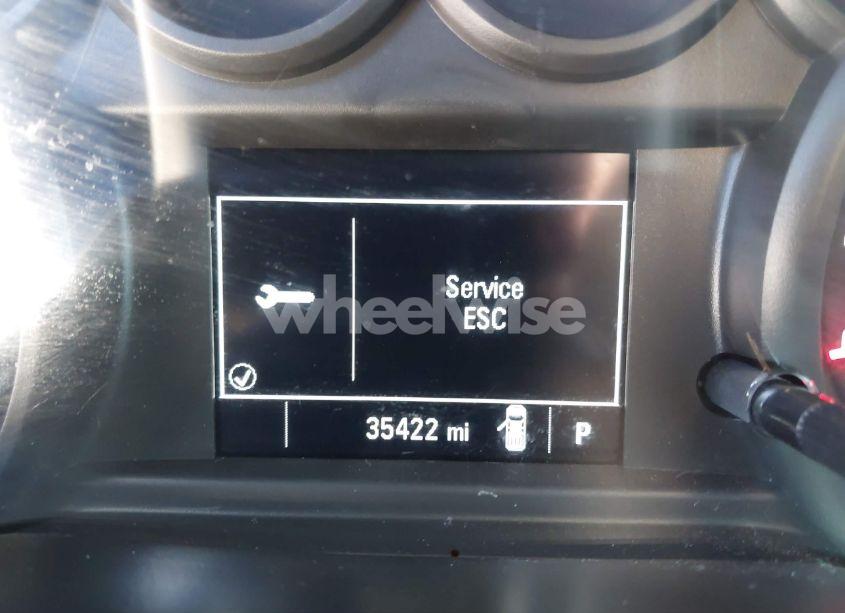 Service
ESC
wheelwise
35422 mi
P